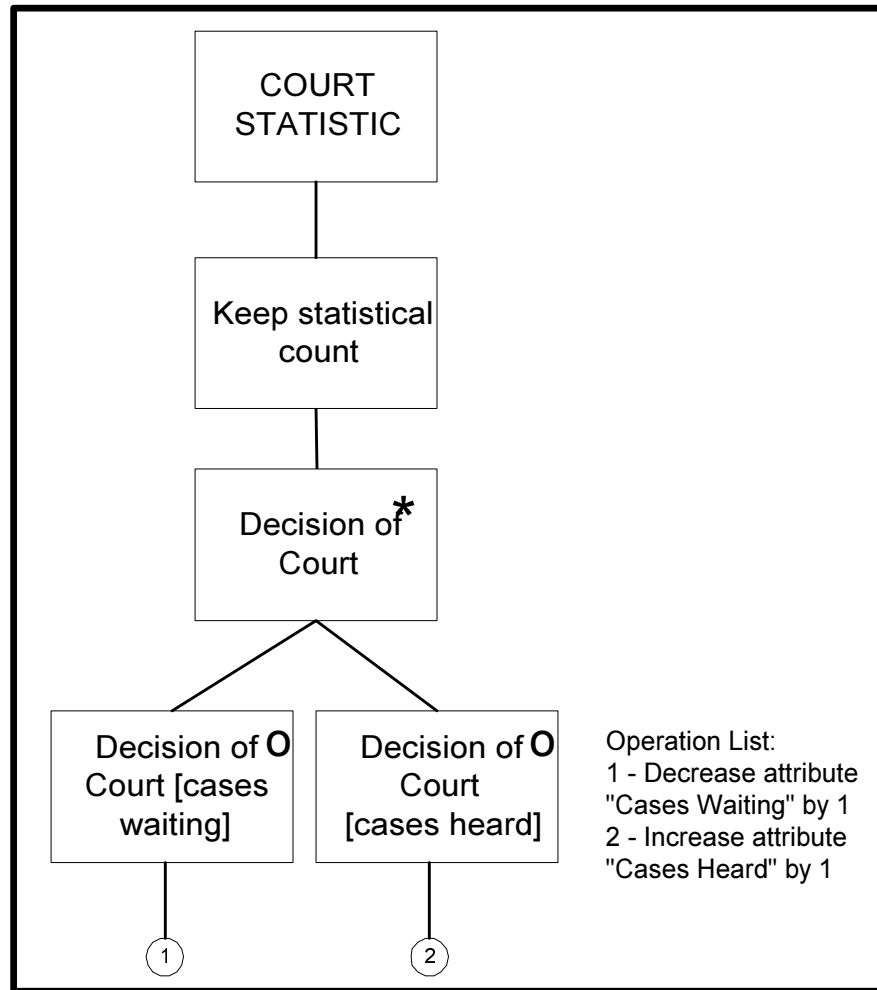 COURT
STATISTIC
Keep statistical
count
Decision of*
Court
Decision of O
Court [cases
waiting]
Decision of O
Court
[cases heard]
Operation List:
1 - Decrease attribute
"Cases Waiting" by 1
2 - Increase attribute
"Cases Heard" by 1
1
2